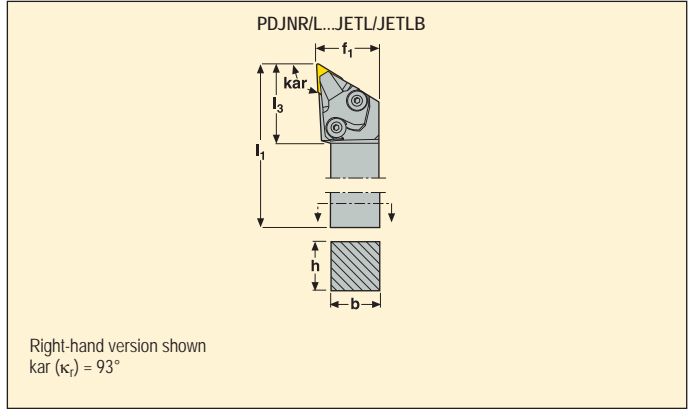 PDJNR/L...JETL/JETLB
f₁
kar
l₃
l₁
h
b
Right-hand version shown
kar (κᵣ) = 93°